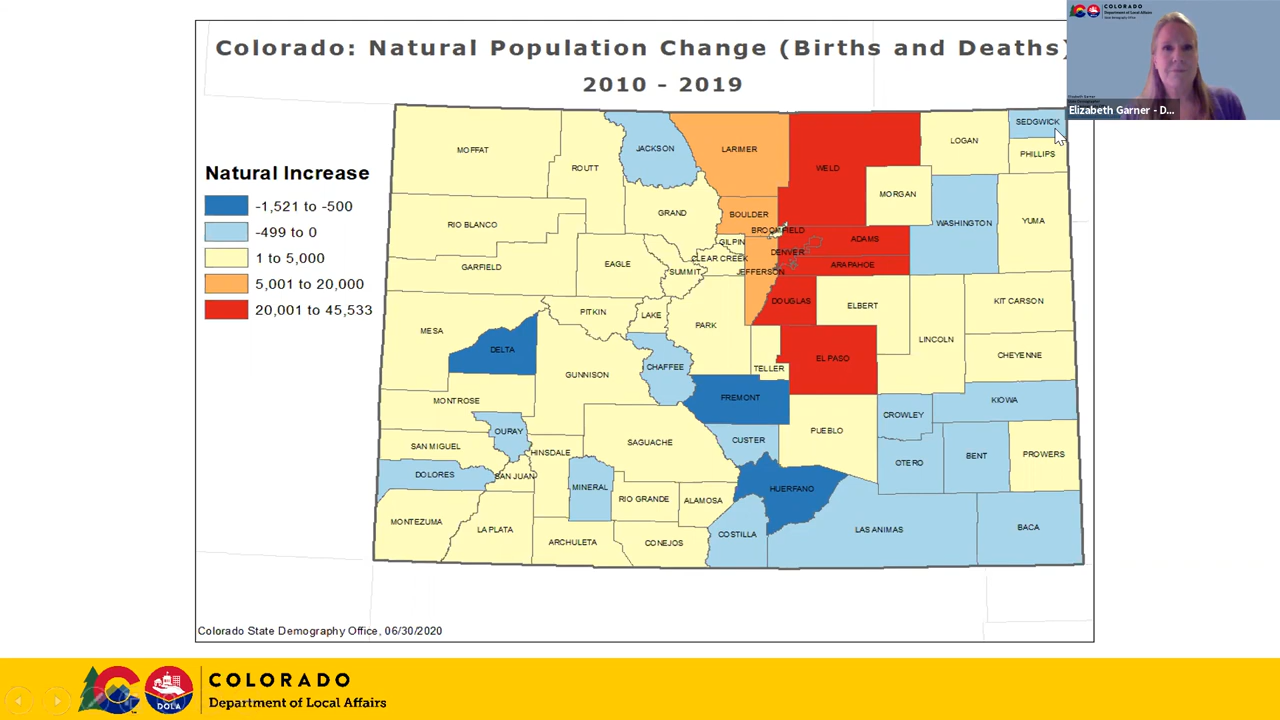 Colorado: Natural Population Change (Births and Deaths)
2010 - 2019
COLORADO
Department of Local Affairs
Elizabeth Garner - D...
Natural Increase
-1,521 to -500
-499 to 0
1 to 5,000
5,001 to 20,000
20,001 to 45,533
MOFFAT
ROUTT
JACKSON
LARIMER
WELD
LOGAN
SEDGWICK
PHILLIPS
MORGAN
RIO BLANCO
GRAND
BOULDER
WASHINGTON
YUMA
BROOMFIELD
GILPIN
ADAMS
CLEAR CREEK
DENVER
GARFIELD
EAGLE
SUMMIT
JEFFERSON
ARAPAHOE
PITKIN
LAKE
PARK
DOUGLAS
ELBERT
KIT CARSON
MESA
DELTA
LINCOLN
CHAFFEE
TELLER
EL PASO
CHEYENNE
GUNNISON
MONTROSE
FREMONT
KIOWA
CROWLEY
OURAY
CUSTER
PUEBLO
SAN MIGUEL
HINSDALE
SAGUACHE
OTERO
BENT
PROWERS
DOLORES
SAN JUAN
MINERAL
HUERFANO
RIO GRANDE
ALAMOSA
MONTEZUMA
LA PLATA
ARCHULETA
CONEJOS
COSTILLA
LAS ANIMAS
BACA
Colorado State Demography Office, 06/30/2020
DOLA
COLORADO
Department of Local Affairs